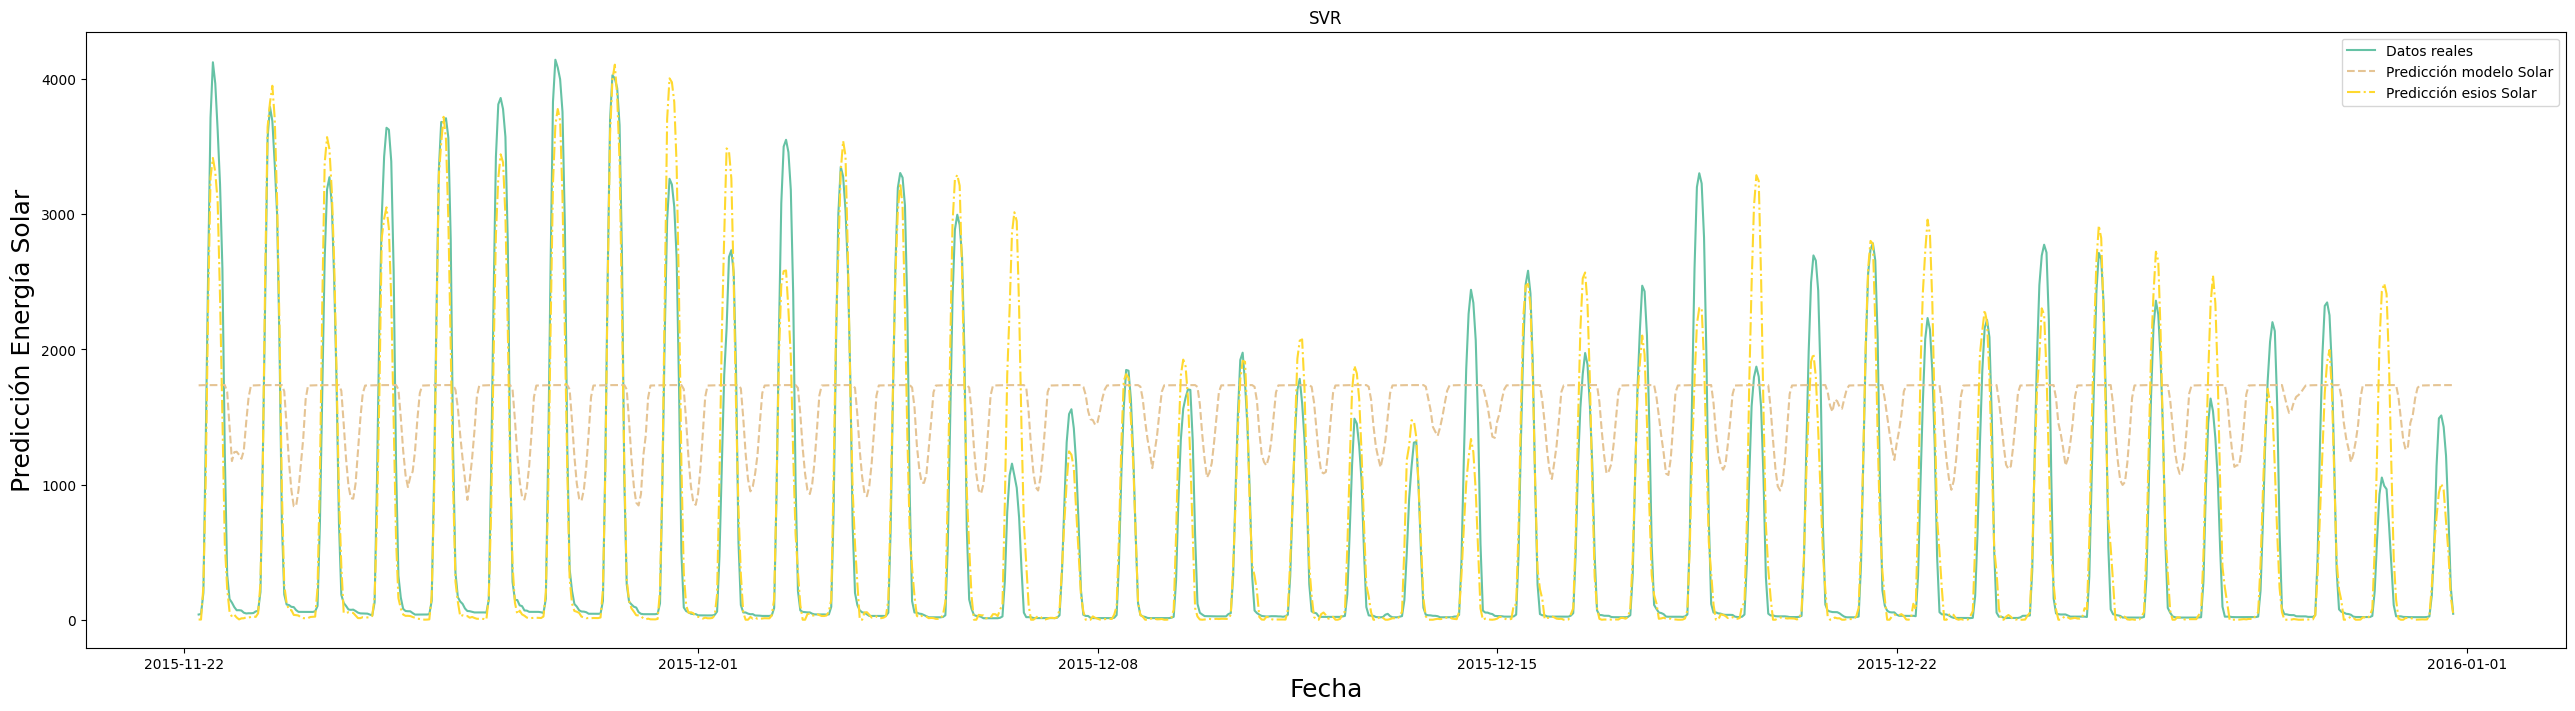 SVR
Datos reales
Predicción modelo Solar
Predicción esios Solar
Predicción Energía Solar
4000
3000
2000
1000
0
2015-11-22
2015-12-01
2015-12-08
2015-12-15
2015-12-22
2016-01-01
Fecha